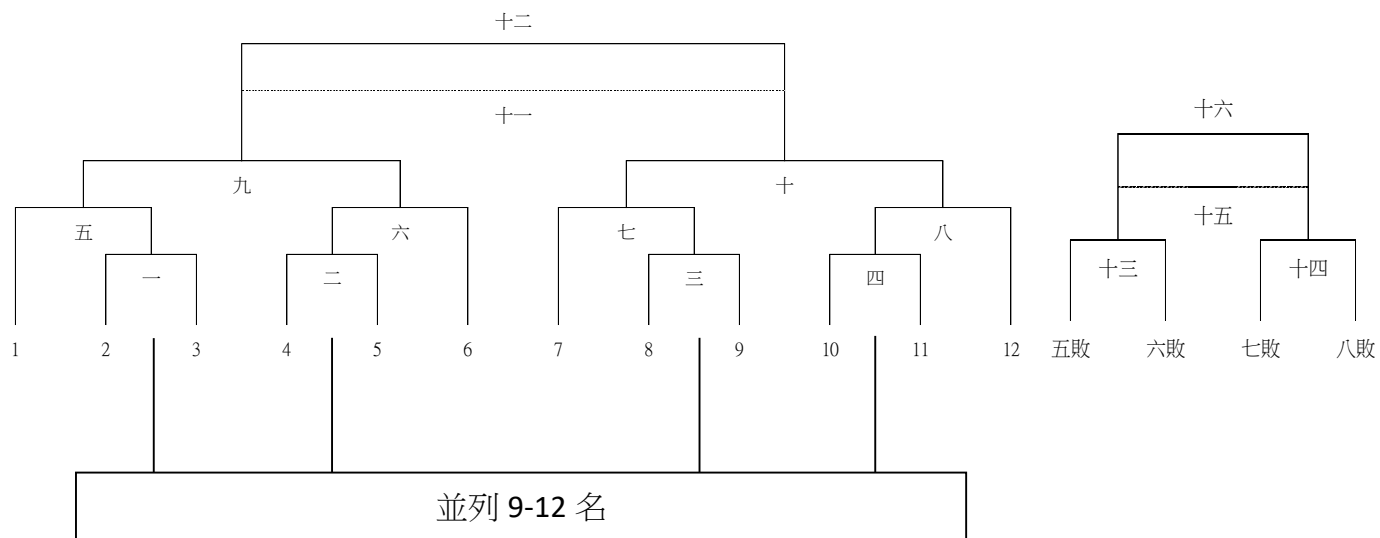 十二
十一
十六
九
十
十五
五
六
七
八
十三
十四
一
二
三
四
1 2 3 4 5 6 7 8 9 10 11 12 五敗 六敗 七敗 八敗
並列 9-12 名